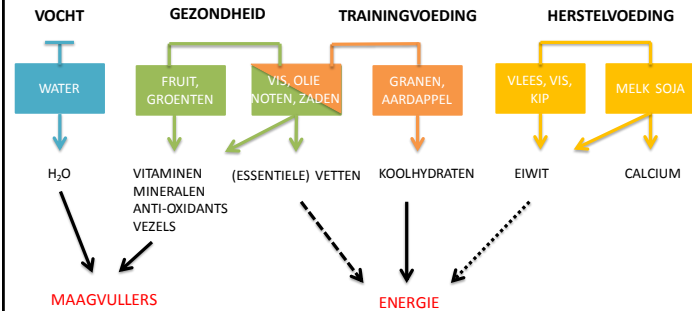 VOCHT
GEZONDHEID
TRAININGVOEDING
HERSTELVOEDING
WATER
FRUIT,
GROENTEN
VIS, OLIE
NOTEN, ZADEN
GRANEN,
AARDAPPEL
VLEES, VIS,
KIP
MELK SOJA
H₂O
VITAMINEN
MINERALEN
ANTI-OXIDANTS
VEZELS
(ESSENTIELE) VETTEN
KOOLHYDRATEN
EIWIT
CALCIUM
MAAGVULLERS
ENERGIE